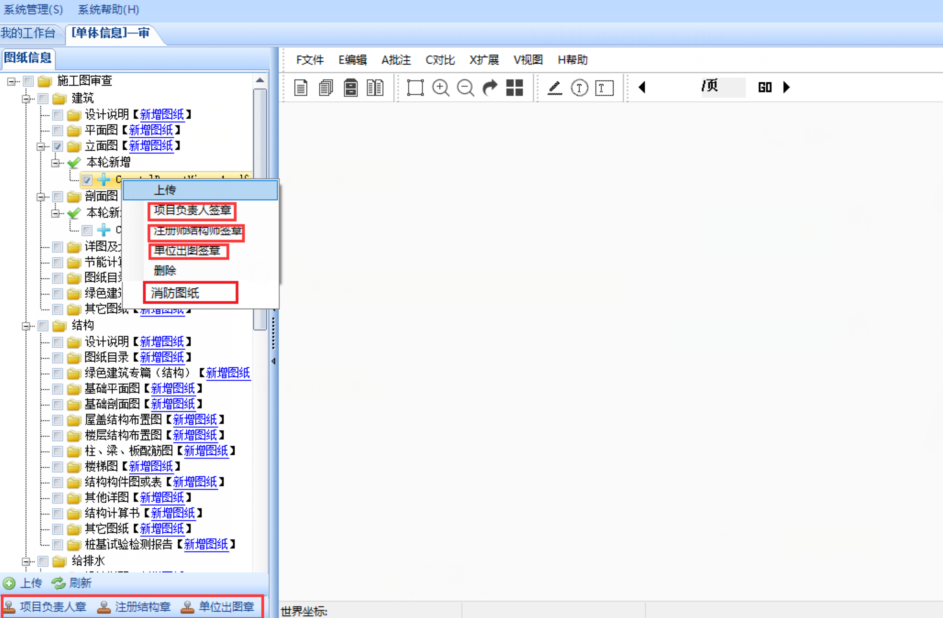 系统管理(S) 系统帮助(H)
我的工作台 [单体信息]—审
图纸信息
F文件 E编辑 A批注 C对比 X扩展 V视图 H帮助
/页 GO
施工图审查
建筑
设计说明【新增图纸】
平面图【新增图纸】
立面图【新增图纸】
本轮新增
上传
剖面图
项目负责人签章
本轮新
注册师结构师签章
C
单位出图签章
详图及
节能计
删除
图纸目
绿色建
消防图纸
其它图纸【新增图纸】
结构
设计说明【新增图纸】
图纸目录【新增图纸】
绿色建筑专篇（结构）【新增图纸
基础平面图【新增图纸】
基础剖面图【新增图纸】
屋盖结构布置图【新增图纸】
楼层结构布置图【新增图纸】
柱、梁、板配筋图【新增图纸】
楼梯图【新增图纸】
结构构件图或表【新增图纸】
其他详图【新增图纸】
结构计算书【新增图纸】
其它图纸【新增图纸】
桩基试验检测报告【新增图纸】
给排水
上传 刷新
项目负责人章 注册结构章 单位出图章
世界坐标: